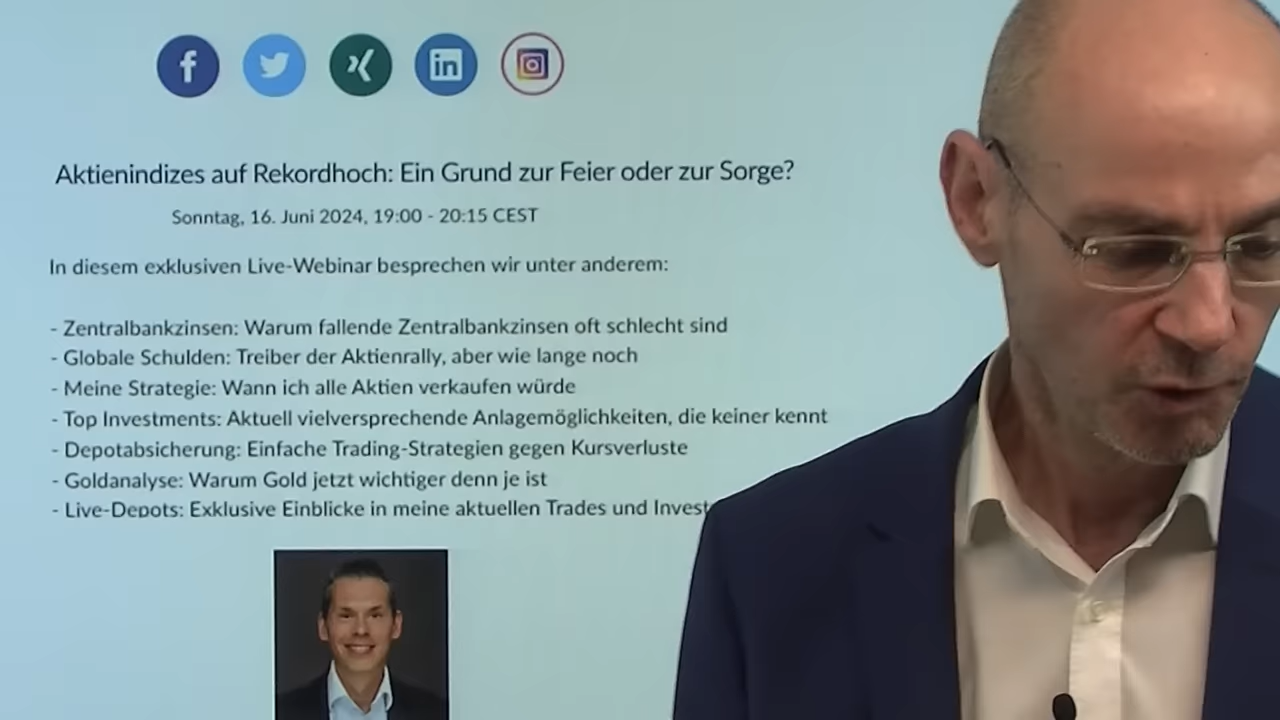 Aktienindizes auf Rekordhoch: Ein Grund zur Feier oder zur Sorge?
Sonntag, 16. Juni 2024, 19:00 - 20:15 CEST
In diesem exklusiven Live-Webinar besprechen wir unter anderem:
- Zentralbankzinsen: Warum fallende Zentralbankzinsen oft schlecht sind
- Globale Schulden: Treiber der Aktienrally, aber wie lange noch
- Meine Strategie: Wann ich alle Aktien verkaufen würde
- Top Investments: Aktuell vielversprechende Anlagemöglichkeiten, die keiner kennt
- Depotabsicherung: Einfache Trading-Strategien gegen Kursverluste
- Goldanalyse: Warum Gold jetzt wichtiger denn je ist
- Live-Depots: Exklusive Einblicke in meine aktuellen Trades und Invest